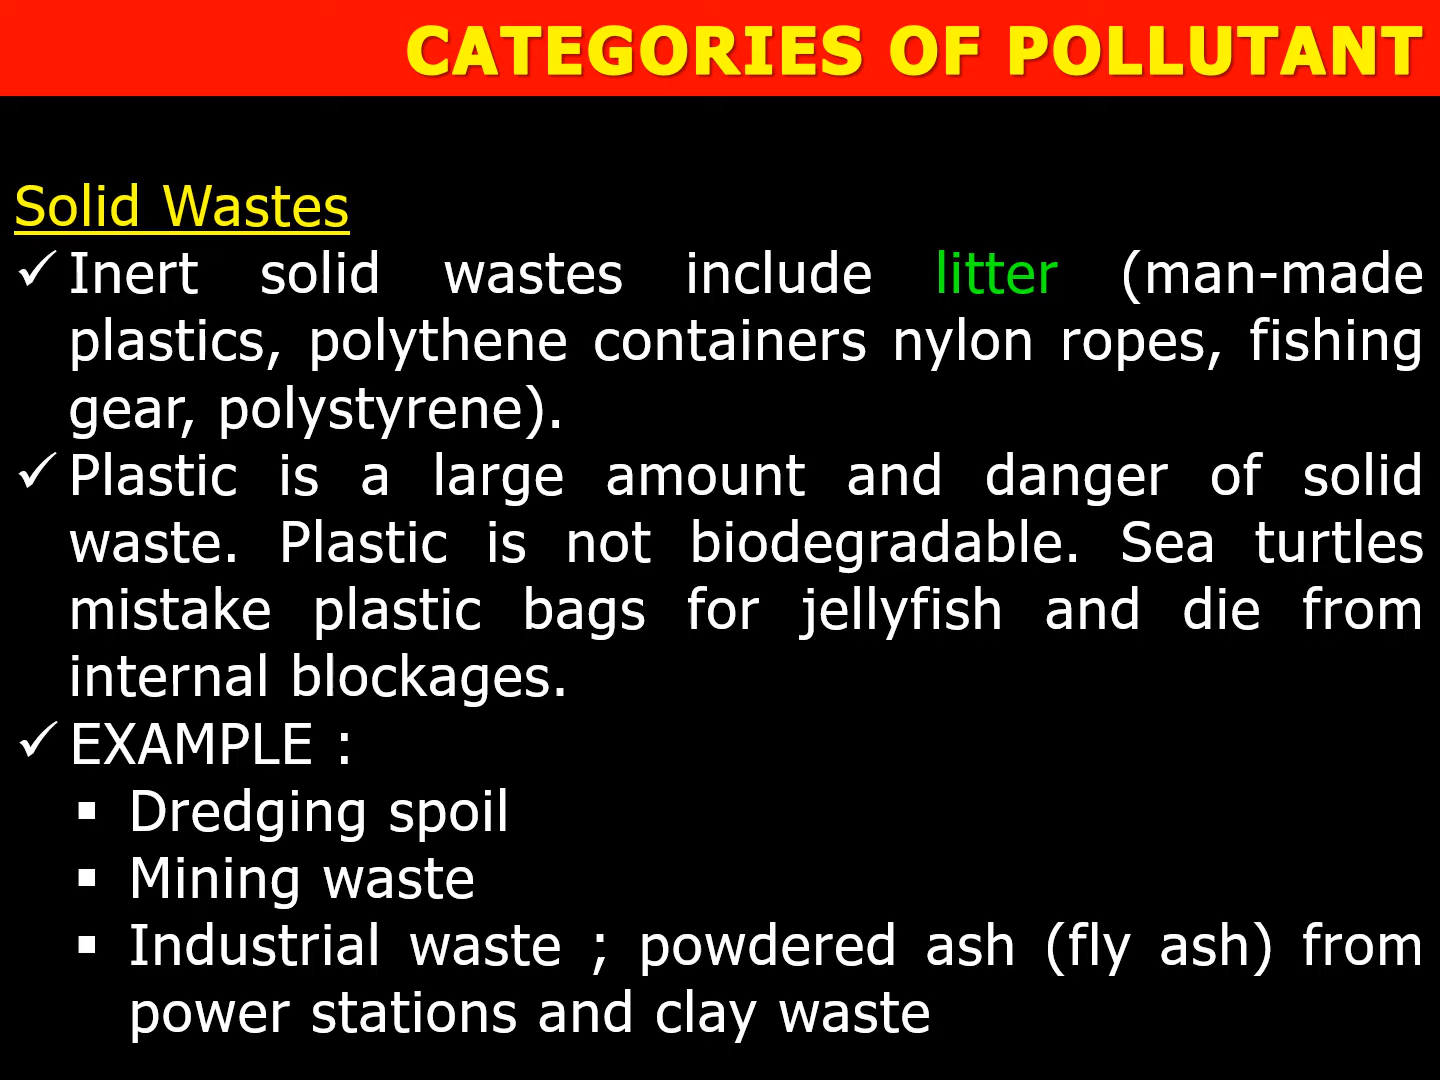 CATEGORIES OF POLLUTANT
Solid Wastes
✓ Inert solid wastes include litter (man-made
plastics, polythene containers nylon ropes, fishing
gear, polystyrene).
✓ Plastic is a large amount and danger of solid
waste. Plastic is not biodegradable. Sea turtles
mistake plastic bags for jellyfish and die from
internal blockages.
✓ EXAMPLE :
▪ Dredging spoil
▪ Mining waste
▪ Industrial waste ; powdered ash (fly ash) from
power stations and clay waste